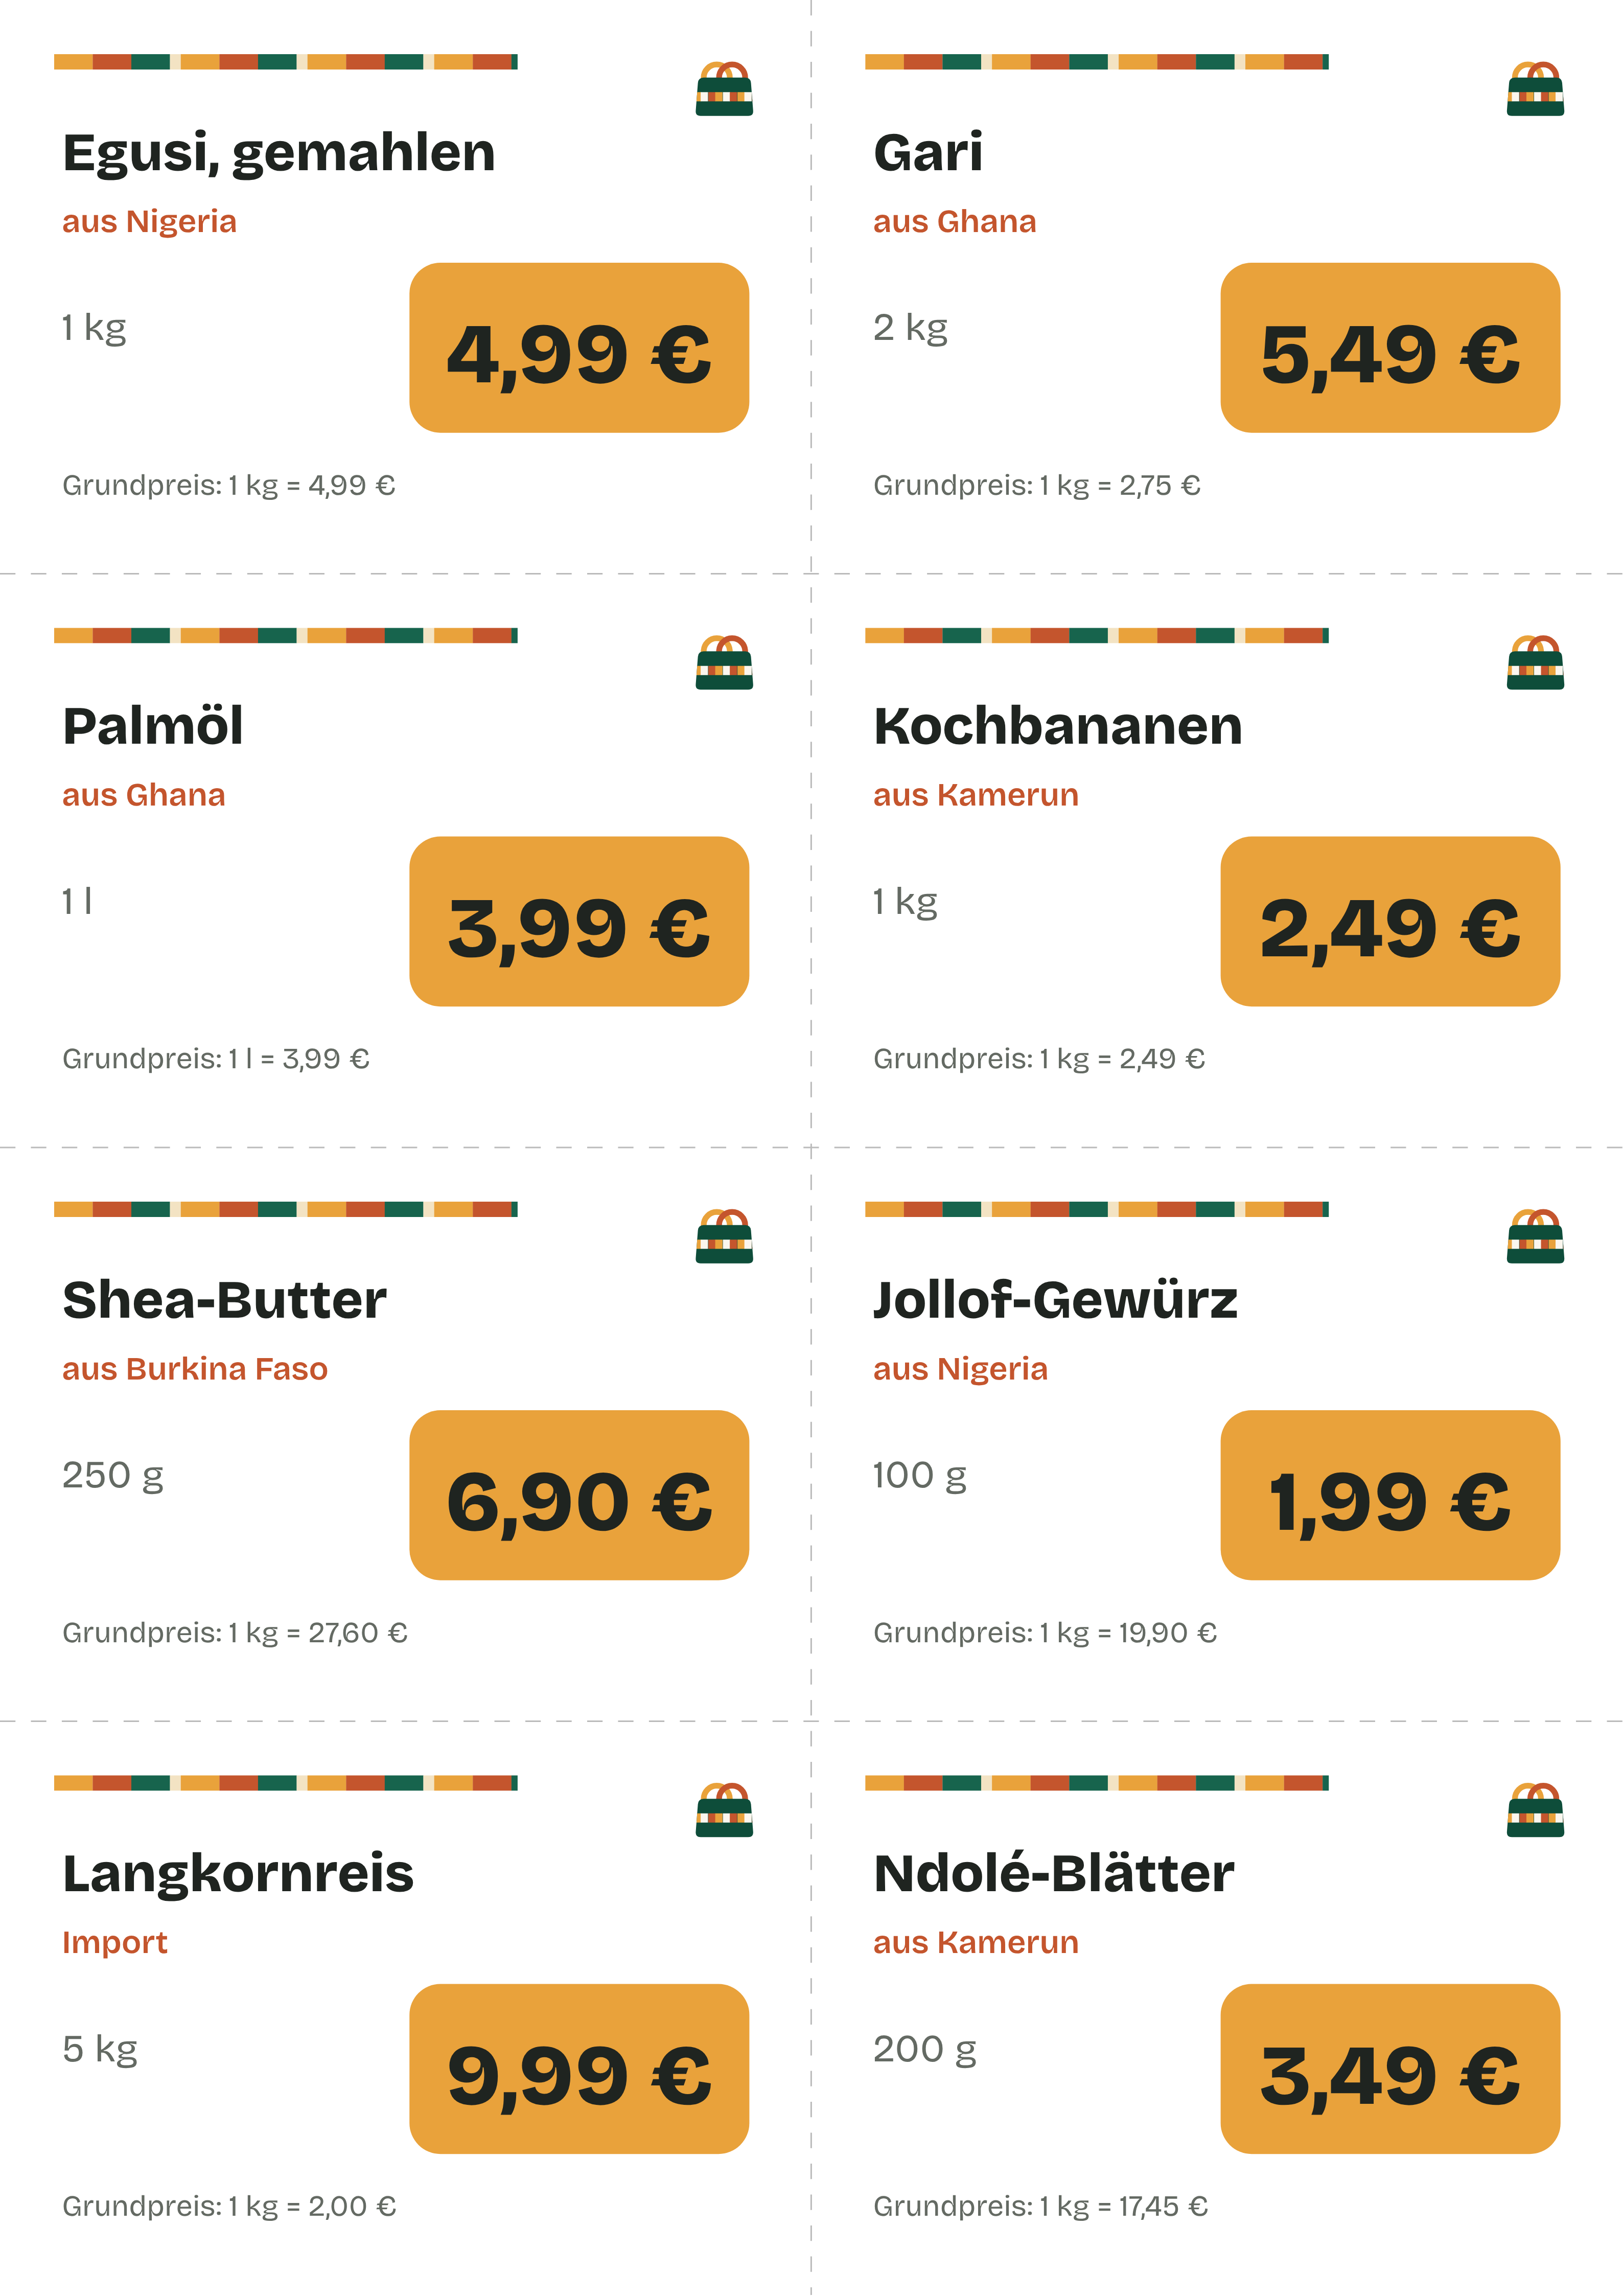 Egusi, gemahlen
aus Nigeria
1 kg
4,99 €
Grundpreis: 1 kg = 4,99 €
Gari
aus Ghana
2 kg
5,49 €
Grundpreis: 1 kg = 2,75 €
Palmöl
aus Ghana
1 l
3,99 €
Grundpreis: 1 l = 3,99 €
Kochbananen
aus Kamerun
1 kg
2,49 €
Grundpreis: 1 kg = 2,49 €
Shea-Butter
aus Burkina Faso
250 g
6,90 €
Grundpreis: 1 kg = 27,60 €
Jollof-Gewürz
aus Nigeria
100 g
1,99 €
Grundpreis: 1 kg = 19,90 €
Langkornreis
Import
5 kg
9,99 €
Grundpreis: 1 kg = 2,00 €
Ndolé-Blätter
aus Kamerun
200 g
3,49 €
Grundpreis: 1 kg = 17,45 €